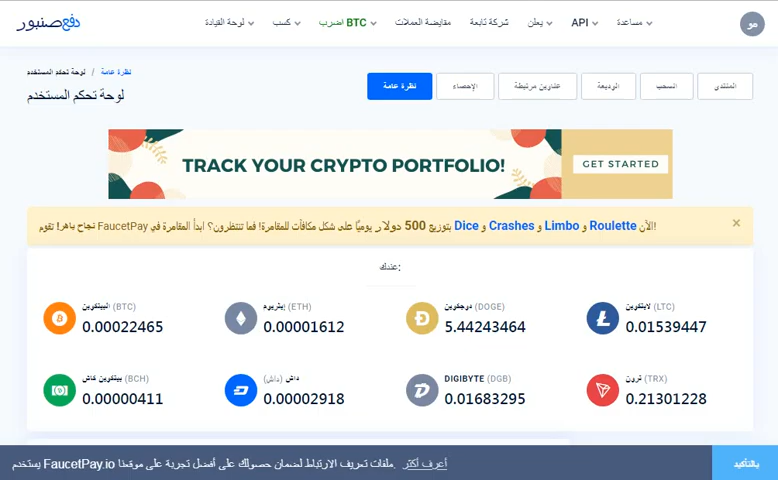 دفع صنبور
لوحة القيادة
كسب
اضرب BTC
مقايضة العملات
شركة تابعة
يعلن
API
مساعدة
مو
لوحة تحكم المستخدم / نظرة عامة
لوحة تحكم المستخدم
نظرة عامة
الإحصاء
عناوين مرتبطة
الوديعة
السحب
المنتدى
TRACK YOUR CRYPTO PORTFOLIO!
GET STARTED
نجاح باهر! تقوم FaucetPay بتوزيع 500 دولار يوميًا على شكل مكافآت للمقامرة! فما تنتظرون؟ ابدأ المقامرة في Dice و Crashes و Limbo و Roulette الآن!
×
عندك:
البيتكوين (BTC)
0.00022465
إيثريوم (ETH)
0.00001612
دوجكوين (DOGE)
5.44243464
لايتكوين (LTC)
0.01539447
بيتكوين كاش (BCH)
0.00000411
داش (داش)
0.00002918
DIGIBYTE (DGB)
0.01683295
ترون (TRX)
0.21301228
يستخدم FaucetPay.io ملفات تعريف الارتباط لضمان حصولك على أفضل تجربة على موقعنا. أعرف أكثر
بالتأكيد